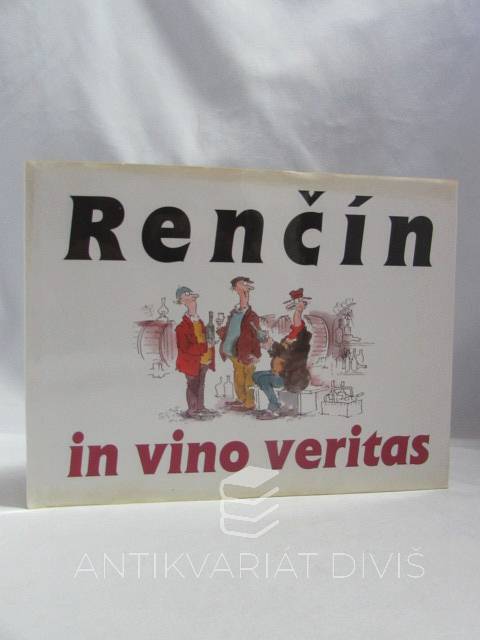 Renčín
in vino veritas
ANTIKVARIÁT DIVIŠ